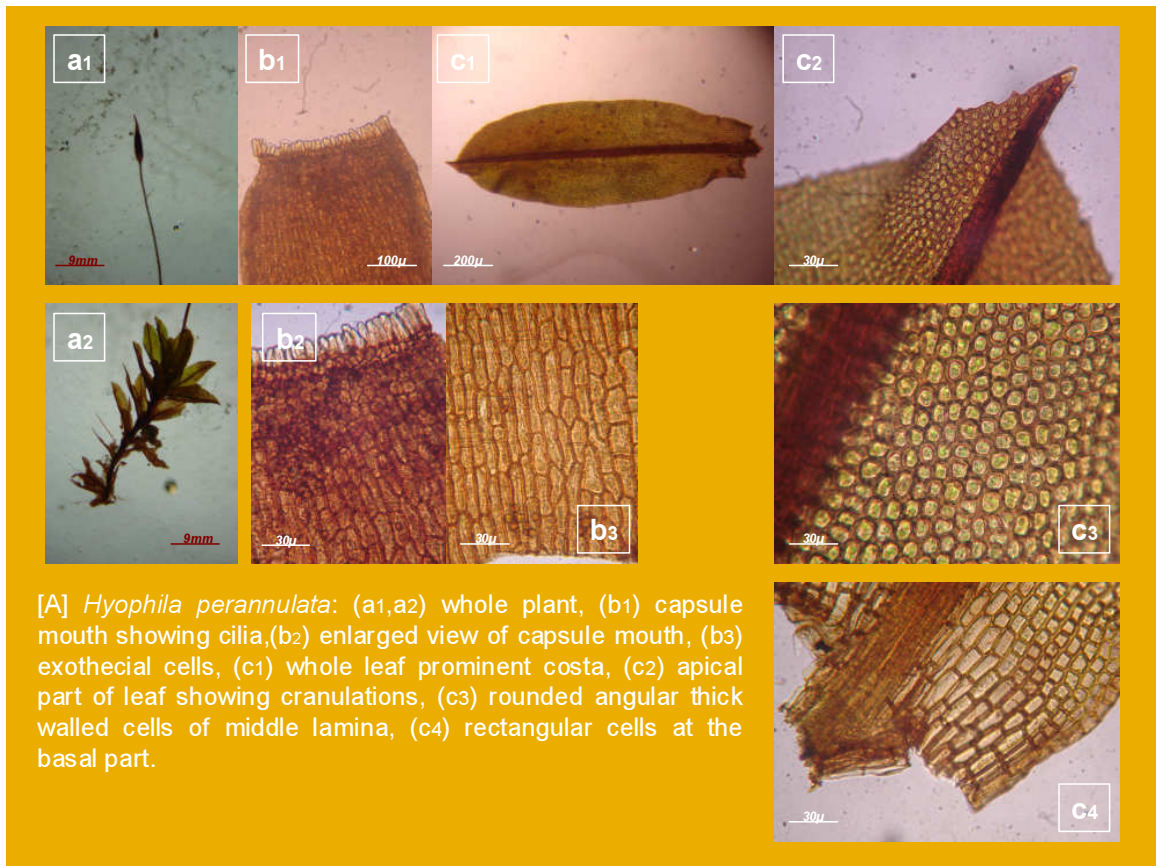 a1
b1
c1
c2
9mm
100µ
200µ
30µ
a2
b2
b3
c3
9mm
30µ
30µ
30µ
[A] Hyophila perannulata: (a1,a2) whole plant, (b1) capsule
mouth showing cilia,(b2) enlarged view of capsule mouth, (b3)
exothecial cells, (c1) whole leaf prominent costa, (c2) apical
part of leaf showing cranulations, (c3) rounded angular thick
walled cells of middle lamina, (c4) rectangular cells at the
basal part.
c4
30µ